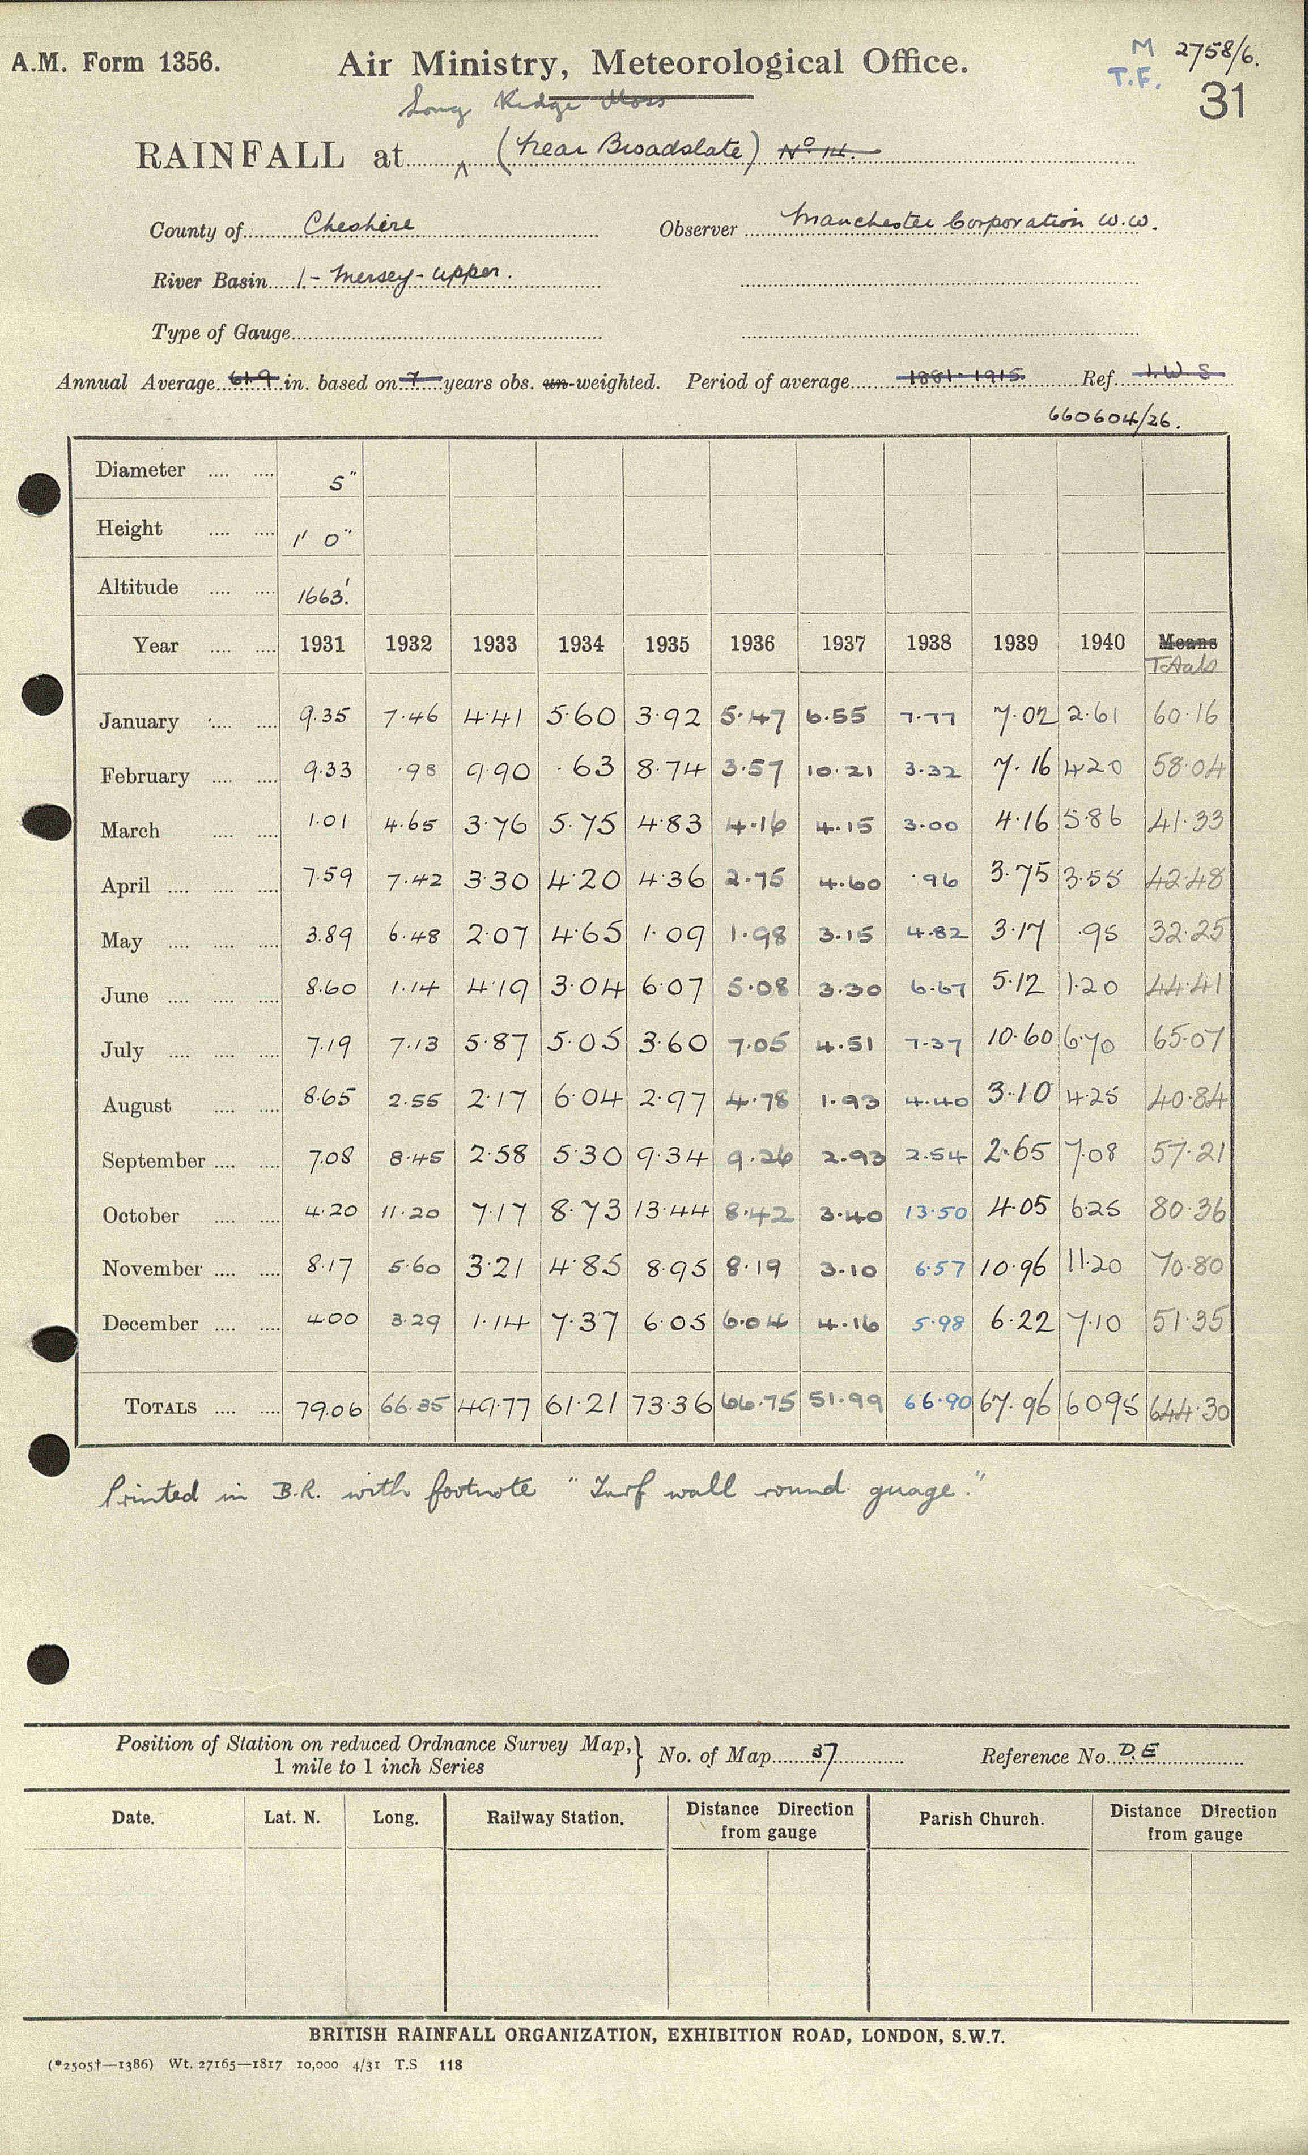 A.M. Form 1356.
Air Ministry, Meteorological Office.
M 2758/6.
T.F.
31
Long Ridge Moss
RAINFALL at ^ (Near Broadslate) No 14.
County of Cheshire Observer Manchester Corporation W.W.
River Basin 1 - Mersey - Upper.
Type of Gauge
Annual Average 61.9 in. based on 7 years obs. un-weighted. Period of average 1881-1915. Ref. I.W.S
660604/26.
Diameter 5"
Height 1' 0"
Altitude 1663'.
Year 1931 1932 1933 1934 1935 1936 1937 1938 1939 1940 Means
Totals
January 9.35 7.46 4.41 5.60 3.92 5.47 6.55 7.77 7.02 2.61 60.16
February 9.33 .98 9.90 .63 8.74 3.57 10.21 3.32 7.16 4.20 58.04
March 1.01 4.65 3.76 5.75 4.83 4.16 4.15 3.00 4.16 5.86 41.33
April 7.59 7.42 3.30 4.20 4.36 2.75 4.60 .96 3.75 3.55 42.48
May 3.89 6.48 2.07 4.65 1.09 1.98 3.15 4.82 3.17 .95 32.25
June 8.60 1.14 4.19 3.04 6.07 5.08 3.30 6.67 5.12 1.20 44.41
July 7.19 7.13 5.87 5.05 3.60 7.05 4.51 7.37 10.60 6.70 65.07
August 8.65 2.55 2.17 6.04 2.97 4.78 1.93 4.40 3.10 4.25 40.84
September 7.08 8.45 2.58 5.30 9.34 9.26 2.93 2.54 2.65 7.08 57.21
October 4.20 11.20 7.17 8.73 13.44 8.42 3.40 13.50 4.05 6.25 80.36
November 8.17 5.60 3.21 4.85 8.95 8.19 3.10 6.57 10.96 11.20 70.80
December 4.00 3.29 1.14 7.37 6.05 6.04 4.16 5.98 6.22 7.10 51.35
TOTALS 79.06 66.35 49.77 61.21 73.36 66.75 51.99 66.90 67.96 60.95 644.30
Printed in B.R. with footnote "Turf wall round guage."
Position of Station on reduced Ordnance Survey Map,
1 mile to 1 inch Series
} No. of Map 37 Reference No. D.E
Date. Lat. N. Long. Railway Station. Distance Direction from gauge Parish Church. Distance Direction from gauge
BRITISH RAINFALL ORGANIZATION, EXHIBITION ROAD, LONDON, S.W.7.
(*2505†—1386) Wt. 27165—1817 10,000 4/31 T.S 118